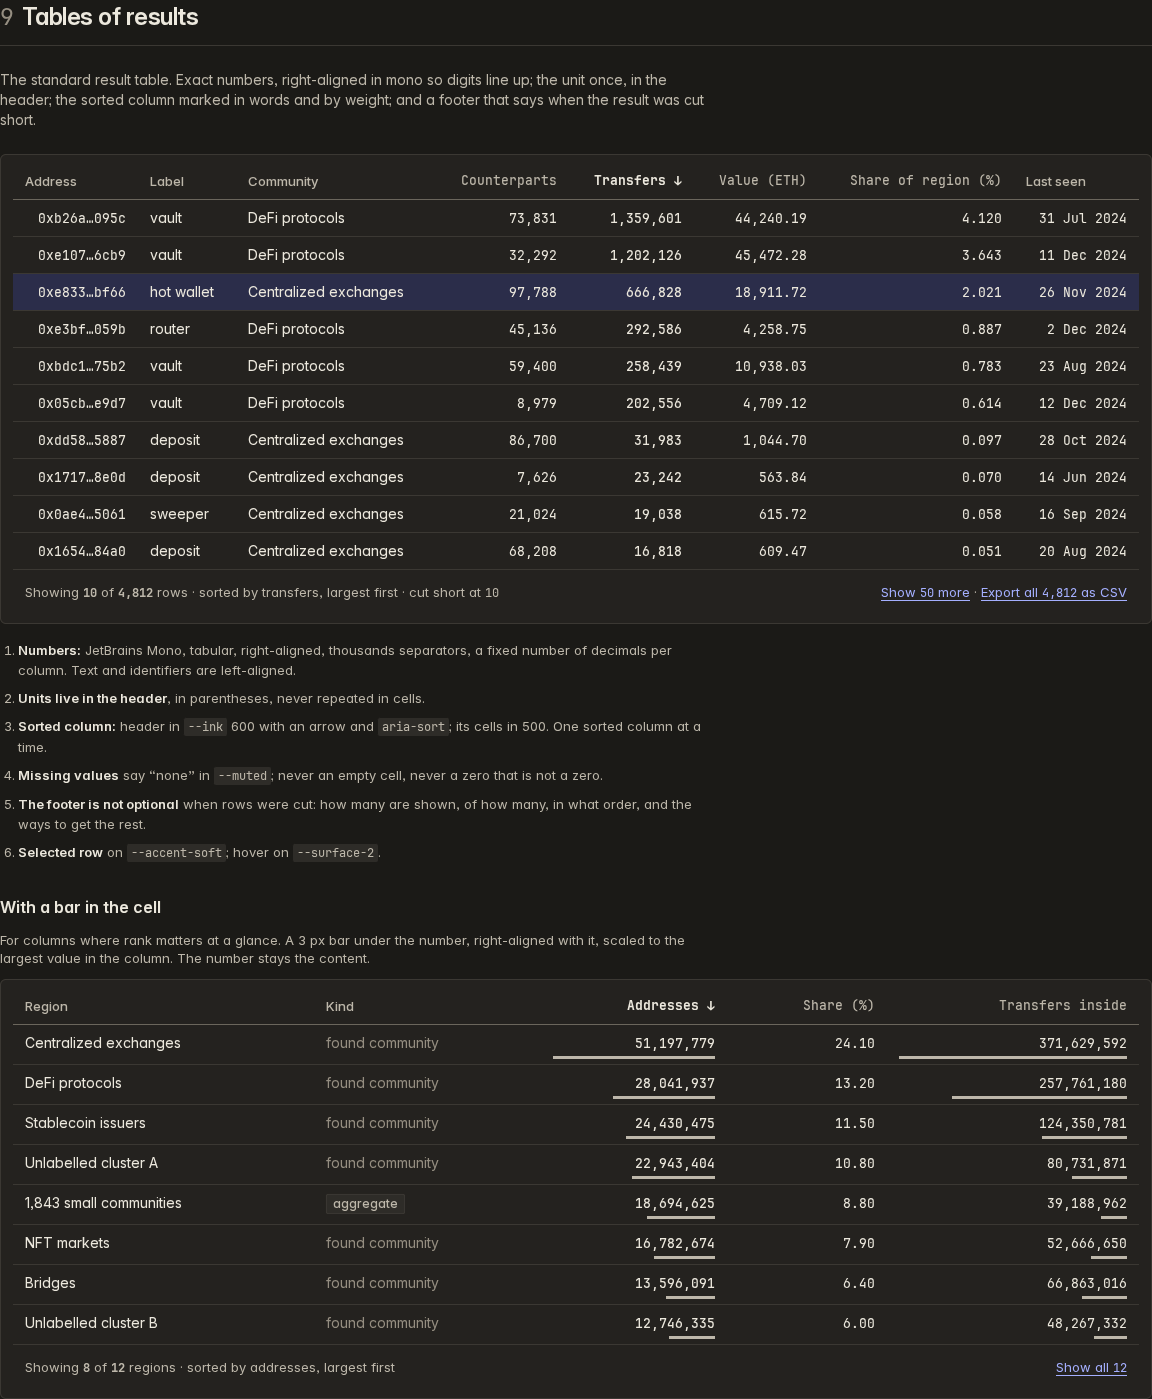 9 Tables of results
The standard result table. Exact numbers, right-aligned in mono so digits line up; the unit once, in the
header; the sorted column marked in words and by weight; and a footer that says when the result was cut
short.
Address Label Community Counterparts Transfers ↓ Value (ETH) Share of region (%) Last seen
0xb26a…095c vault DeFi protocols 73,831 1,359,601 44,240.19 4.120 31 Jul 2024
0xe107…6cb9 vault DeFi protocols 32,292 1,202,126 45,472.28 3.643 11 Dec 2024
0xe833…bf66 hot wallet Centralized exchanges 97,788 666,828 18,911.72 2.021 26 Nov 2024
0xe3bf…059b router DeFi protocols 45,136 292,586 4,258.75 0.887 2 Dec 2024
0xbdc1…75b2 vault DeFi protocols 59,400 258,439 10,938.03 0.783 23 Aug 2024
0x05cb…e9d7 vault DeFi protocols 8,979 202,556 4,709.12 0.614 12 Dec 2024
0xdd58…5887 deposit Centralized exchanges 86,700 31,983 1,044.70 0.097 28 Oct 2024
0x1717…8e0d deposit Centralized exchanges 7,626 23,242 563.84 0.070 14 Jun 2024
0x0ae4…5061 sweeper Centralized exchanges 21,024 19,038 615.72 0.058 16 Sep 2024
0x1654…84a0 deposit Centralized exchanges 68,208 16,818 609.47 0.051 20 Aug 2024
Showing 10 of 4,812 rows · sorted by transfers, largest first · cut short at 10 Show 50 more · Export all 4,812 as CSV
1. Numbers: JetBrains Mono, tabular, right-aligned, thousands separators, a fixed number of decimals per
column. Text and identifiers are left-aligned.
2. Units live in the header, in parentheses, never repeated in cells.
3. Sorted column: header in --ink 600 with an arrow and aria-sort; its cells in 500. One sorted column at a
time.
4. Missing values say “none” in --muted; never an empty cell, never a zero that is not a zero.
5. The footer is not optional when rows were cut: how many are shown, of how many, in what order, and the
ways to get the rest.
6. Selected row on --accent-soft; hover on --surface-2.
With a bar in the cell
For columns where rank matters at a glance. A 3 px bar under the number, right-aligned with it, scaled to the
largest value in the column. The number stays the content.
Region Kind Addresses ↓ Share (%) Transfers inside
Centralized exchanges found community 51,197,779 24.10 371,629,592
DeFi protocols found community 28,041,937 13.20 257,761,180
Stablecoin issuers found community 24,430,475 11.50 124,350,781
Unlabelled cluster A found community 22,943,404 10.80 80,731,871
1,843 small communities aggregate 18,694,625 8.80 39,188,962
NFT markets found community 16,782,674 7.90 52,666,650
Bridges found community 13,596,091 6.40 66,863,016
Unlabelled cluster B found community 12,746,335 6.00 48,267,332
Showing 8 of 12 regions · sorted by addresses, largest first Show all 12